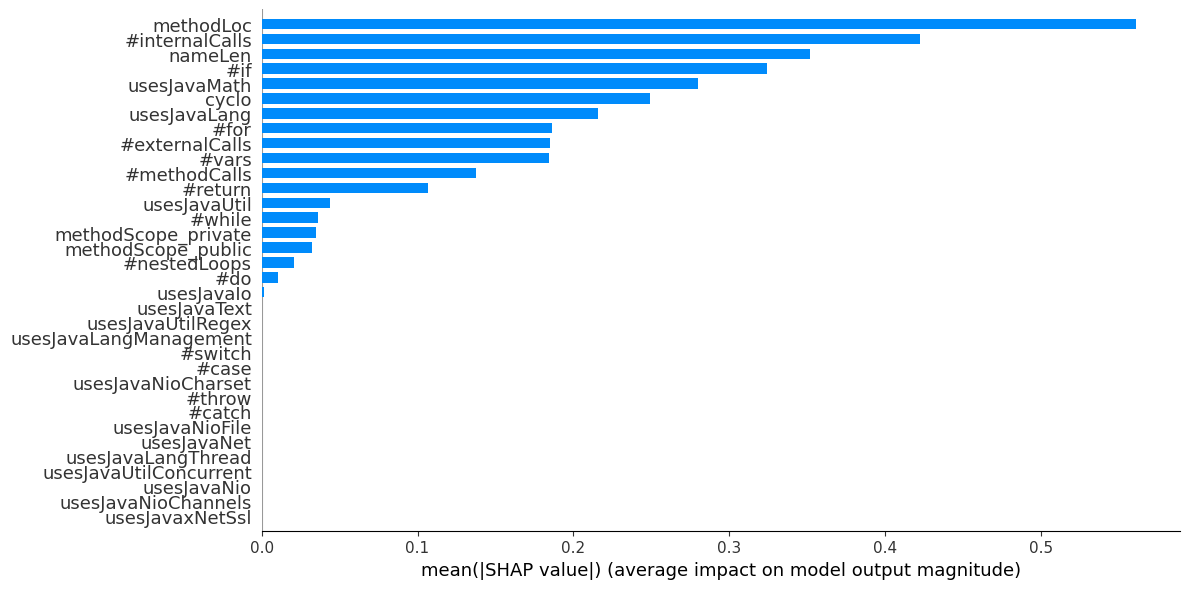 methodLoc
#internalCalls
nameLen
#if
usesJavaMath
cyclo
usesJavaLang
#for
#externalCalls
#vars
#methodCalls
#return
usesJavaUtil
#while
methodScope_private
methodScope_public
#nestedLoops
#do
usesJavaIo
usesJavaText
usesJavaUtilRegex
usesJavaLangManagement
#switch
#case
usesJavaNioCharset
#throw
#catch
usesJavaNioFile
usesJavaNet
usesJavaLangThread
usesJavaUtilConcurrent
usesJavaNio
usesJavaNioChannels
usesJavaxNetSsl
0.0 0.1 0.2 0.3 0.4 0.5
mean(|SHAP value|) (average impact on model output magnitude)